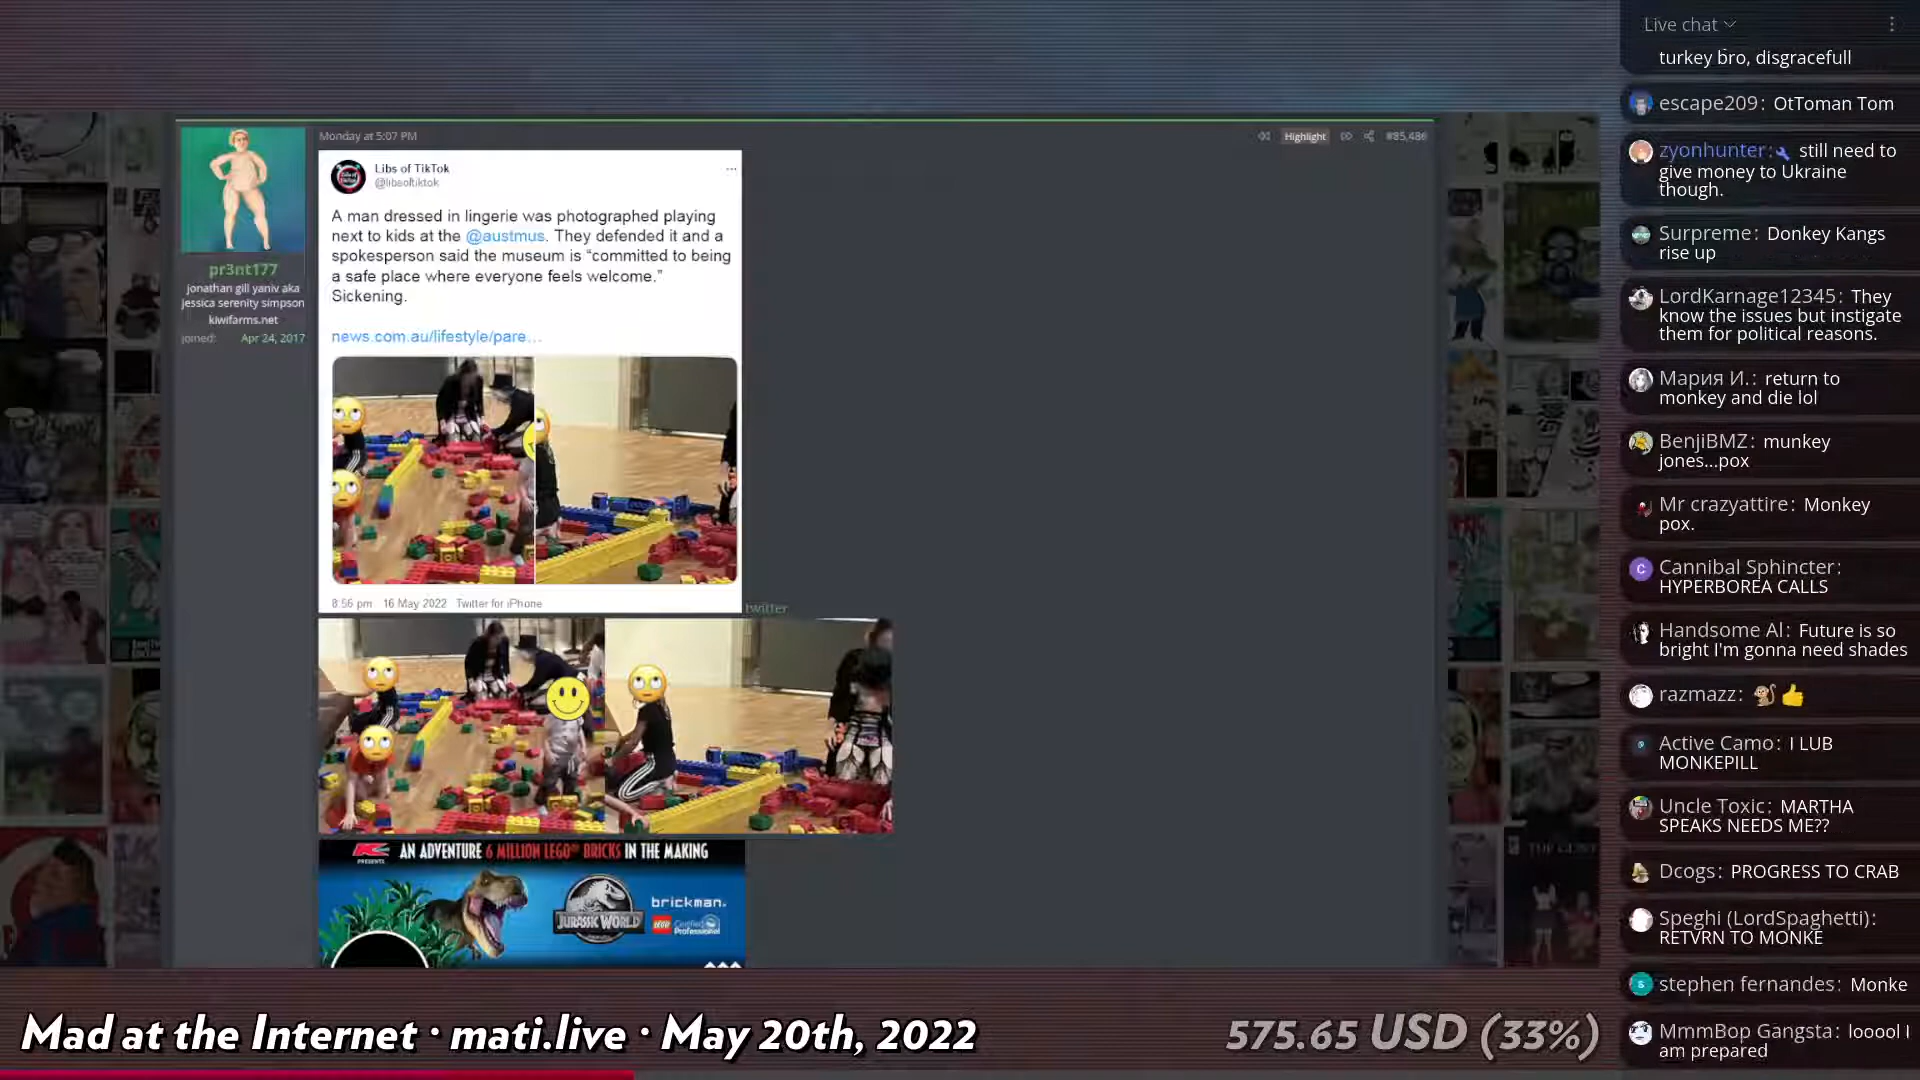 Monday at 5:07 PM
Highlight
#85,436
pr3nt177
jonathan gill yaniv aka
jessica serenity simpson
kiwifarms.net
joined: Apr 24, 2017
Libs of TikTok
@libsoftiktok
A man dressed in lingerie was photographed playing
next to kids at the @austmus. They defended it and a
spokesperson said the museum is “committed to being
a safe place where everyone feels welcome.”
Sickening.
news.com.au/lifestyle/pare…
8:56 pm 16 May 2022 Twitter for iPhone
twitter
PRESENTS
AN ADVENTURE 6 MILLION LEGO® BRICKS IN THE MAKING
JURASSIC WORLD
brickman.
LEGO Certified Professional
Mad at the Internet · mati.live · May 20th, 2022
575.65 USD (33%)
Live chat
turkey bro, disgracefull
escape209: OtToman Tom
zyonhunter: still need to
give money to Ukraine
though.
Surpreme: Donkey Kangs
rise up
LordKarnage12345: They
know the issues but instigate
them for political reasons.
Мария И.: return to
monkey and die lol
BenjiBMZ: munkey
jones...pox
Mr crazyattire: Monkey
pox.
C
Cannibal Sphincter:
HYPERBOREA CALLS
Handsome Al: Future is so
bright I'm gonna need shades
razmazz: 🐒👍
Active Camo: I LUB
MONKEPILL
Uncle Toxic: MARTHA
SPEAKS NEEDS ME??
Dcogs: PROGRESS TO CRAB
Speghi (LordSpaghetti):
RETVRN TO MONKE
S
stephen fernandes: Monke
MmmBop Gangsta: looool I
am prepared